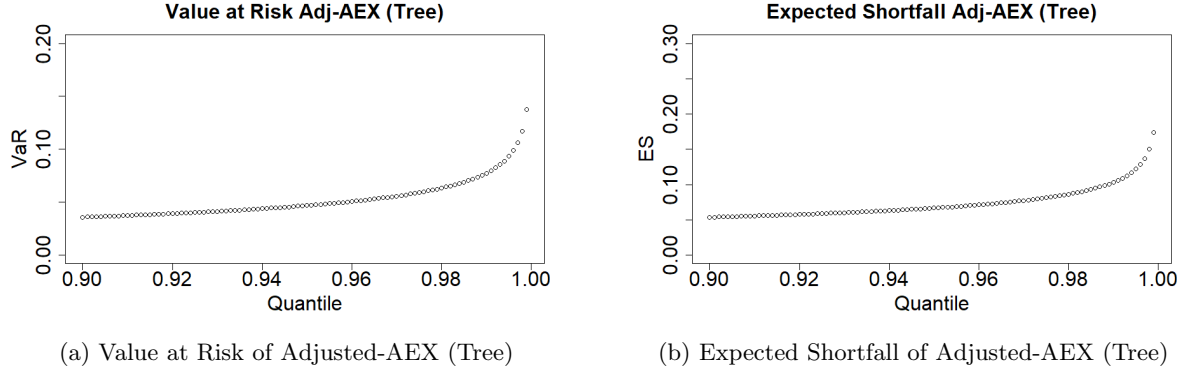 Value at Risk Adj-AEX (Tree)
VaR
0.20
0.10
0.00
0.90 0.92 0.94 0.96 0.98 1.00
Quantile
(a) Value at Risk of Adjusted-AEX (Tree)
Expected Shortfall Adj-AEX (Tree)
ES
0.30
0.20
0.10
0.00
0.90 0.92 0.94 0.96 0.98 1.00
Quantile
(b) Expected Shortfall of Adjusted-AEX (Tree)